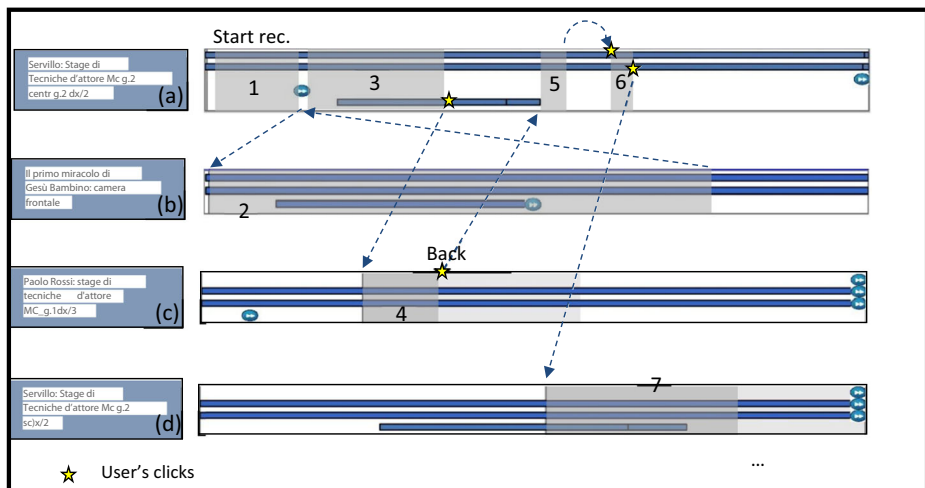 Start rec.
Servillo: Stage di
Tecniche d'attore Mc g.2
centr g.2 dx/2
(a)
1
3
5
6
Il primo miracolo di
Gesù Bambino: camera
frontale
(b)
2
Back
Paolo Rossi: stage di
tecniche d'attore
MC_g.1dx/3
(c)
4
7
Servillo: Stage di
Tecniche d'attore Mc g.2
sc)x/2
(d)
...
User's clicks